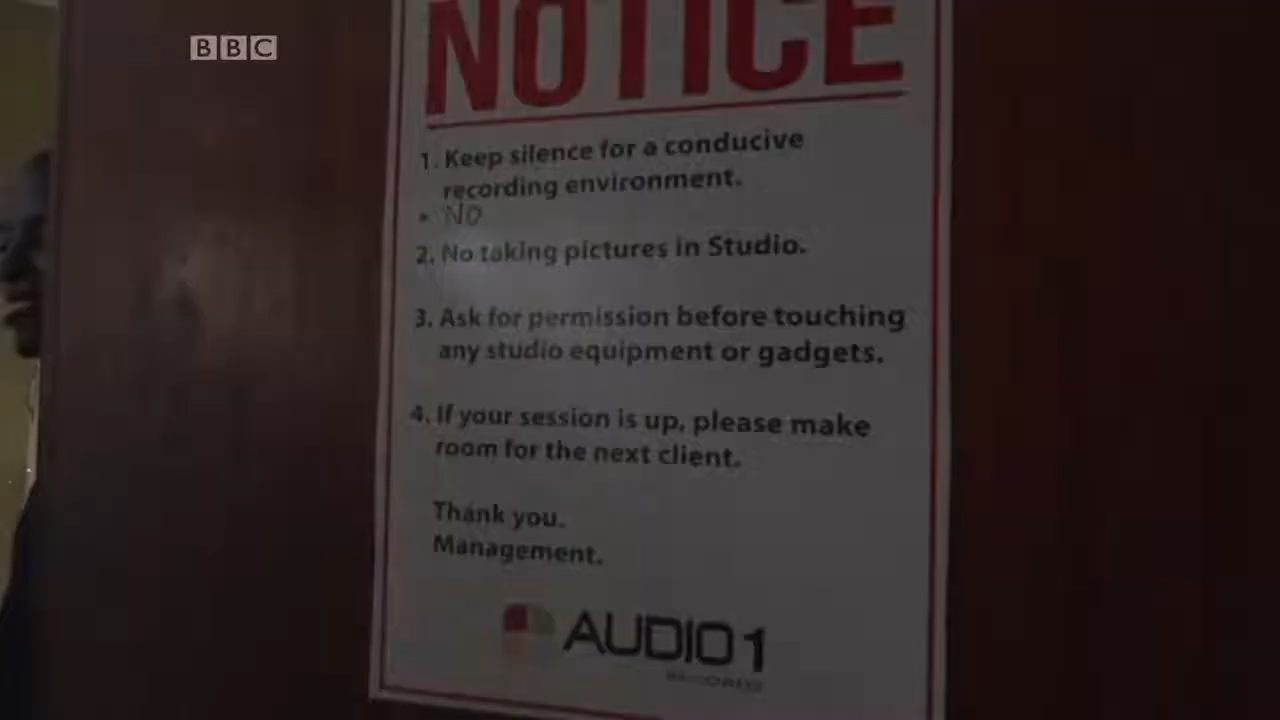 BBC
NOTICE
1. Keep silence for a conducive
recording environment.
• No
2. No taking pictures in Studio.
3. Ask for permission before touching
any studio equipment or gadgets.
4. If your session is up, please make
room for the next client.
Thank you.
Management.
AUDIO1
RECORDS